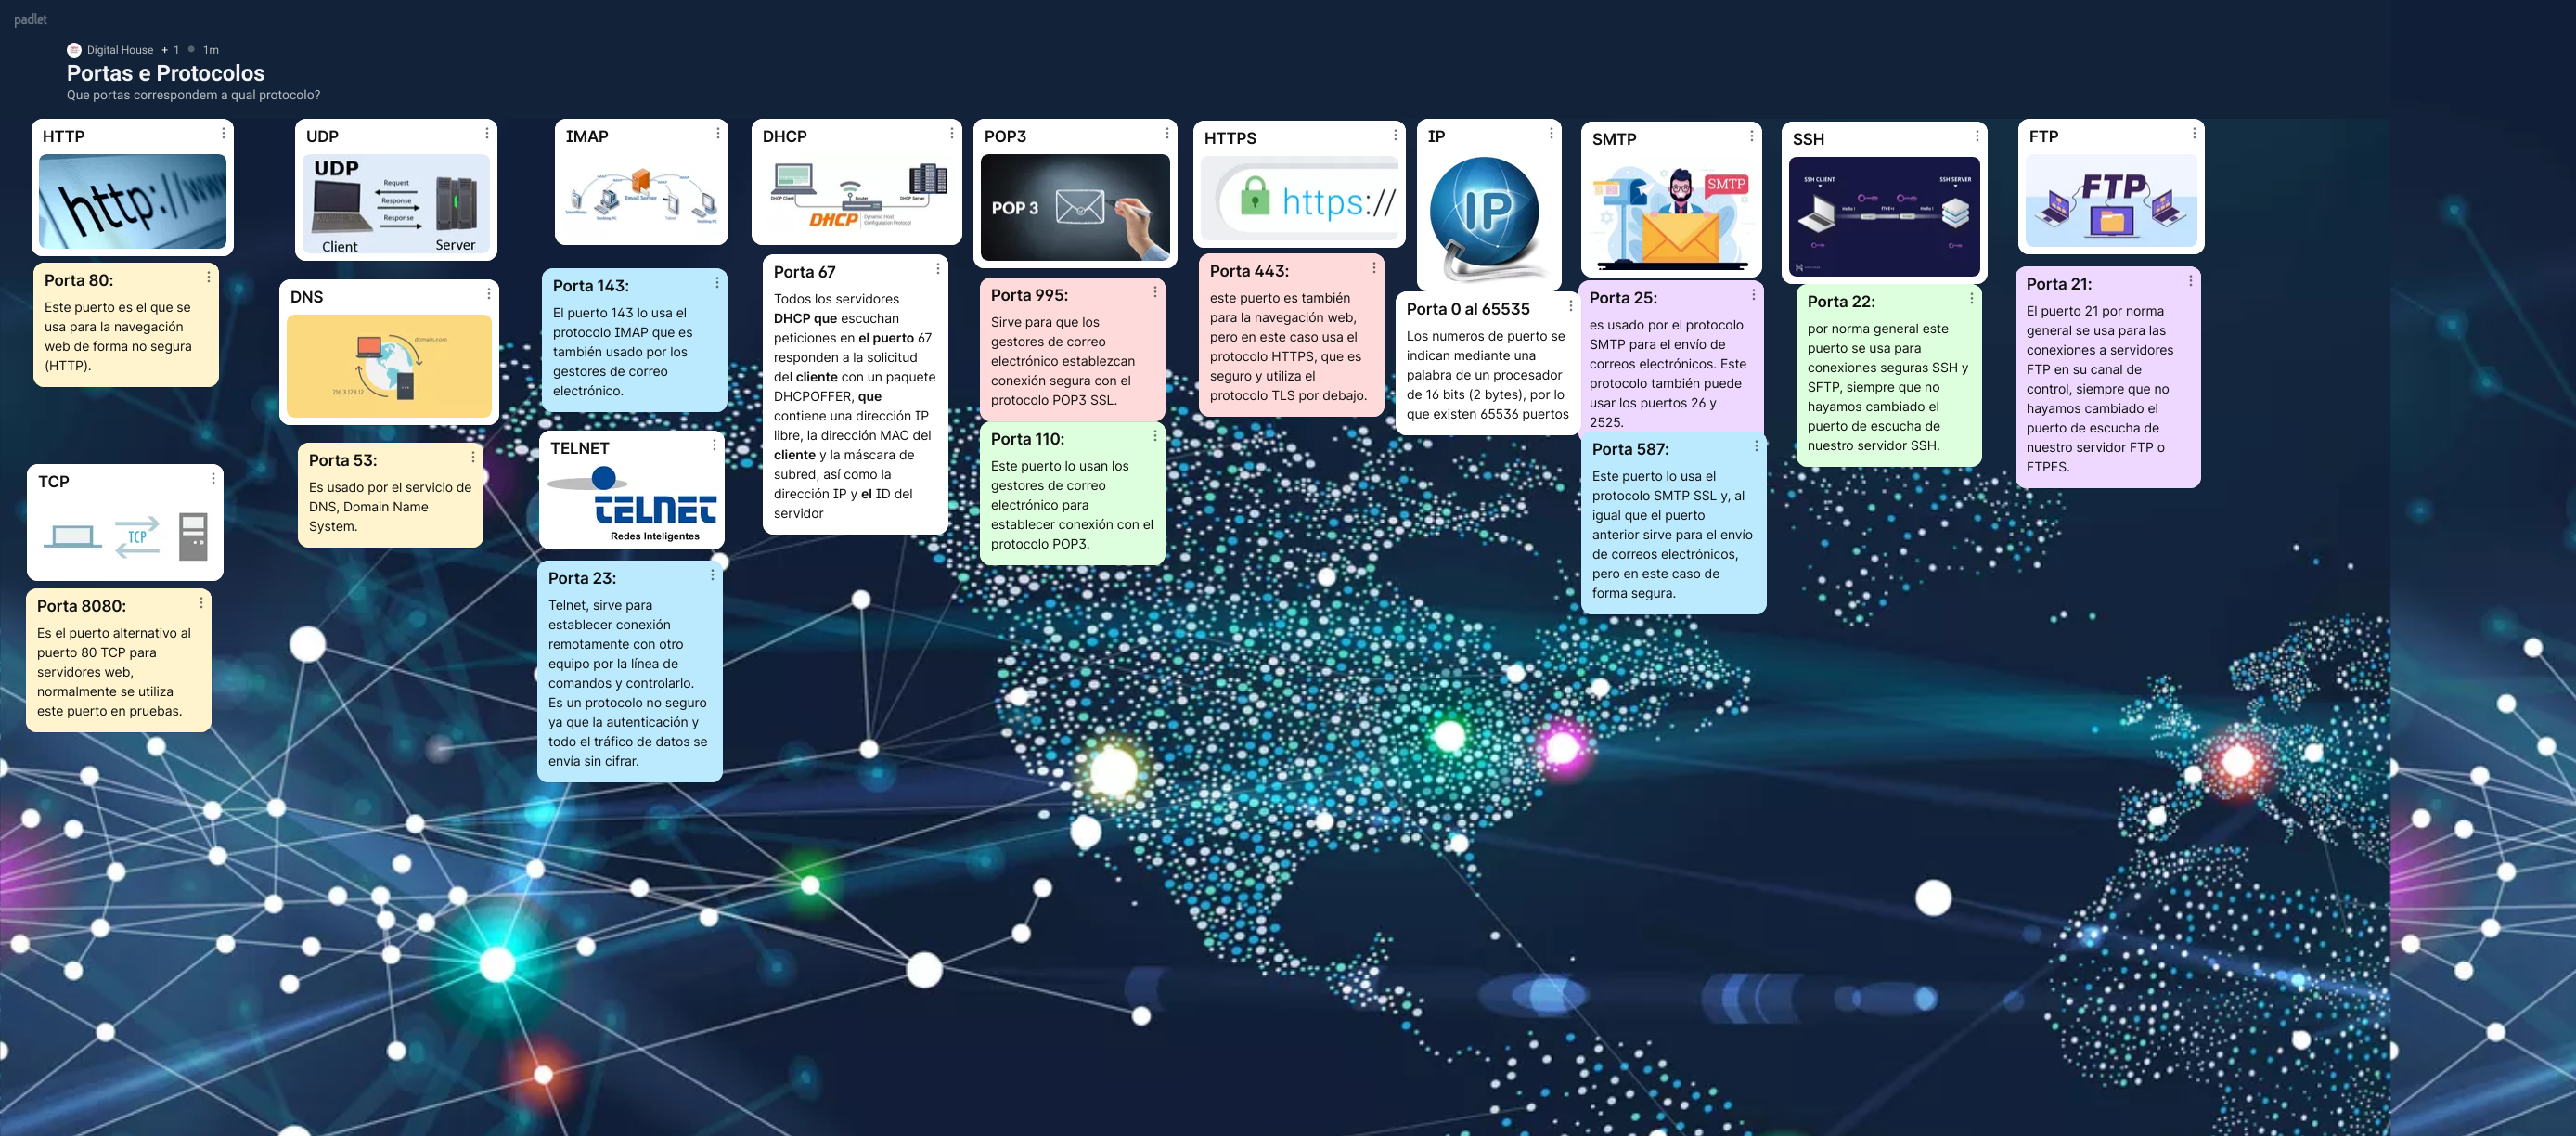 padlet
Digital House + 1 1m
Portas e Protocolos
Que portas correspondem a qual protocolo?
HTTP
http://www
Porta 80:
Este puerto es el que se
usa para la navegación
web de forma no segura
(HTTP).
TCP
TCP
Porta 8080:
Es el puerto alternativo al
puerto 80 TCP para
servidores web,
normalmente se utiliza
este puerto en pruebas.
UDP
UDP
Request
Response
Response
Client
Server
DNS
domain.com
216.3.128.12
Porta 53:
Es usado por el servicio de
DNS, Domain Name
System.
IMAP
Email Server
Porta 143:
El puerto 143 lo usa el
protocolo IMAP que es
también usado por los
gestores de correo
electrónico.
TELNET
TELNET
Redes Inteligentes
Porta 23:
Telnet, sirve para
establecer conexión
remotamente con otro
equipo por la línea de
comandos y controlarlo.
Es un protocolo no seguro
ya que la autenticación y
todo el tráfico de datos se
envía sin cifrar.
DHCP
DHCP Client
Router
DHCP Server
DHCP
Dynamic Host
Configuration Protocol
Porta 67
Todos los servidores
DHCP que escuchan
peticiones en el puerto 67
responden a la solicitud
del cliente con un paquete
DHCPOFFER, que
contiene una dirección IP
libre, la dirección MAC del
cliente y la máscara de
subred, así como la
dirección IP y el ID del
servidor
POP3
POP 3
Porta 995:
Sirve para que los
gestores de correo
electrónico establezcan
conexión segura con el
protocolo POP3 SSL.
Porta 110:
Este puerto lo usan los
gestores de correo
electrónico para
establecer conexión con el
protocolo POP3.
HTTPS
https://
Porta 443:
este puerto es también
para la navegación web,
pero en este caso usa el
protocolo HTTPS, que es
seguro y utiliza el
protocolo TLS por debajo.
IP
IP
Porta 0 al 65535
Los numeros de puerto se
indican mediante una
palabra de un procesador
de 16 bits (2 bytes), por lo
que existen 65536 puertos
SMTP
SMTP
Porta 25:
es usado por el protocolo
SMTP para el envío de
correos electrónicos. Este
protocolo también puede
usar los puertos 26 y
2525.
Porta 587:
Este puerto lo usa el
protocolo SMTP SSL y, al
igual que el puerto
anterior sirve para el envío
de correos electrónicos,
pero en este caso de
forma segura.
SSH
SSH CLIENT
SSH SERVER
Hello !
Hello !
Porta 22:
por norma general este
puerto se usa para
conexiones seguras SSH y
SFTP, siempre que no
hayamos cambiado el
puerto de escucha de
nuestro servidor SSH.
FTP
FTP
Porta 21:
El puerto 21 por norma
general se usa para las
conexiones a servidores
FTP en su canal de
control, siempre que no
hayamos cambiado el
puerto de escucha de
nuestro servidor FTP o
FTPES.